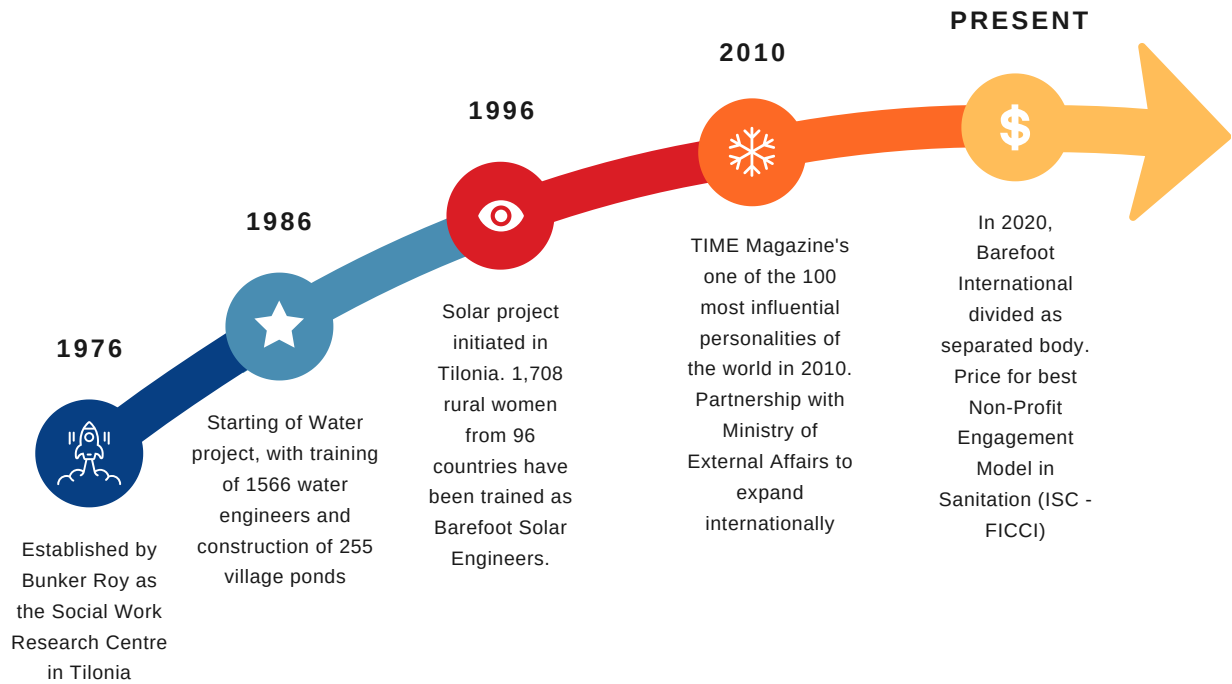 1976
Established by
Bunker Roy as
the Social Work
Research Centre
in Tilonia
1986
Starting of Water
project, with training
of 1566 water
engineers and
construction of 255
village ponds
1996
Solar project
initiated in
Tilonia. 1,708
rural women
from 96
countries have
been trained as
Barefoot Solar
Engineers.
2010
TIME Magazine's
one of the 100
most influential
personalities of
the world in 2010.
Partnership with
Ministry of
External Affairs to
expand
internationally
PRESENT
$
In 2020,
Barefoot
International
divided as
separated body.
Price for best
Non-Profit
Engagement
Model in
Sanitation (ISC -
FICCI)